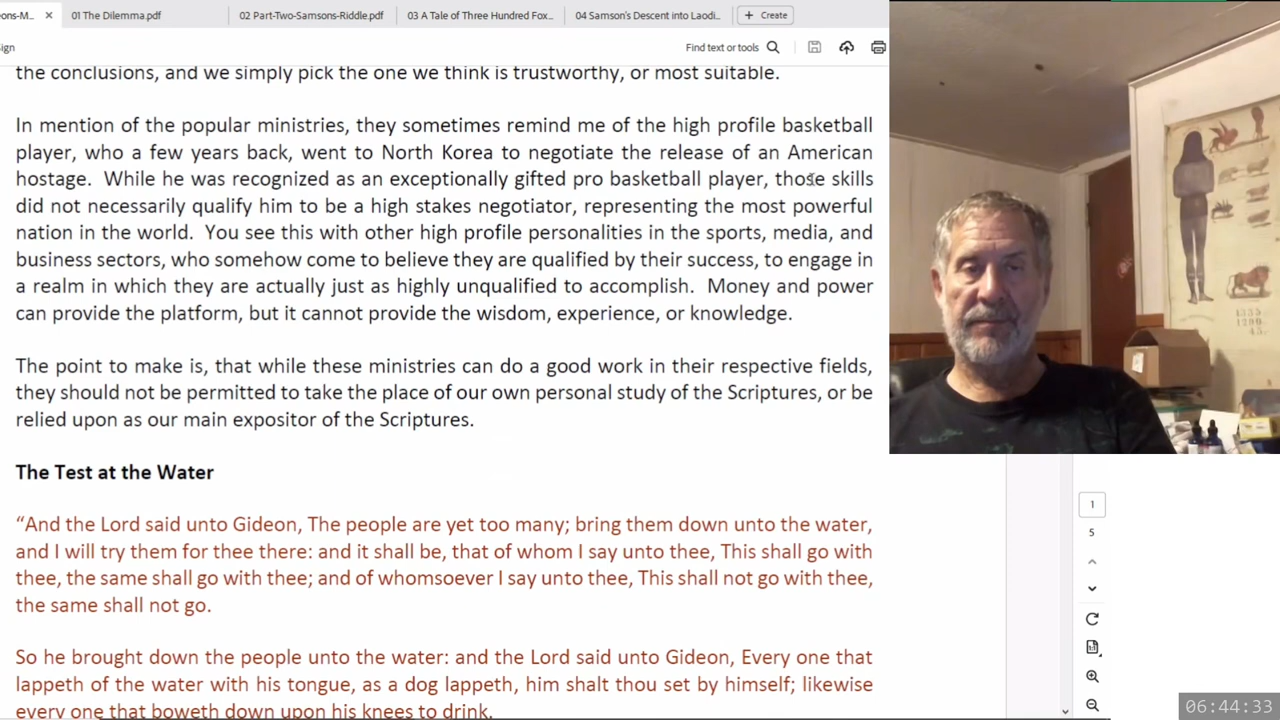 eons-M...
01 The Dilemma.pdf
02 Part-Two-Samsons-Riddle.pdf
03 A Tale of Three Hundred Fox...
04 Samson's Descent into Laodi...
+ Create
ign
Find text or tools
the conclusions, and we simply pick the one we think is trustworthy, or most suitable.
In mention of the popular ministries, they sometimes remind me of the high profile basketball
player, who a few years back, went to North Korea to negotiate the release of an American
hostage. While he was recognized as an exceptionally gifted pro basketball player, those skills
did not necessarily qualify him to be a high stakes negotiator, representing the most powerful
nation in the world. You see this with other high profile personalities in the sports, media, and
business sectors, who somehow come to believe they are qualified by their success, to engage in
a realm in which they are actually just as highly unqualified to accomplish. Money and power
can provide the platform, but it cannot provide the wisdom, experience, or knowledge.
The point to make is, that while these ministries can do a good work in their respective fields,
they should not be permitted to take the place of our own personal study of the Scriptures, or be
relied upon as our main expositor of the Scriptures.
The Test at the Water
“And the Lord said unto Gideon, The people are yet too many; bring them down unto the water,
and I will try them for thee there: and it shall be, that of whom I say unto thee, This shall go with
thee, the same shall go with thee; and of whomsoever I say unto thee, This shall not go with thee,
the same shall not go.
So he brought down the people unto the water: and the Lord said unto Gideon, Every one that
lappeth of the water with his tongue, as a dog lappeth, him shalt thou set by himself; likewise
every one that boweth down upon his knees to drink.
1
5
06:44:33